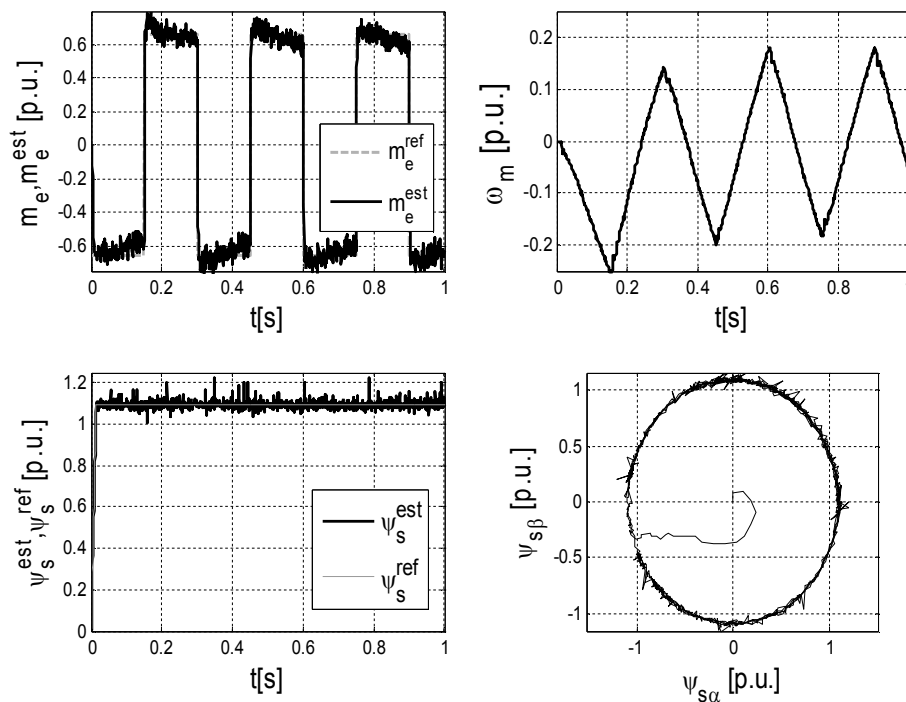 0.6
0.4
0.2
0
-0.2
-0.4
-0.6
m_e,m_e^est [p.u.]
m_e^ref
m_e^est
0 0.2 0.4 0.6 0.8 1
t[s]
0.2
0.1
0
-0.1
-0.2
ω_m [p.u.]
0 0.2 0.4 0.6 0.8 1
t[s]
1.2
1
0.8
0.6
0.4
0.2
0
ψ_s^est,ψ_s^ref [p.u.]
ψ_s^est
ψ_s^ref
0 0.2 0.4 0.6 0.8 1
t[s]
1
0.5
0
-0.5
-1
ψ_sβ [p.u.]
-1 0 1
ψ_sα [p.u.]